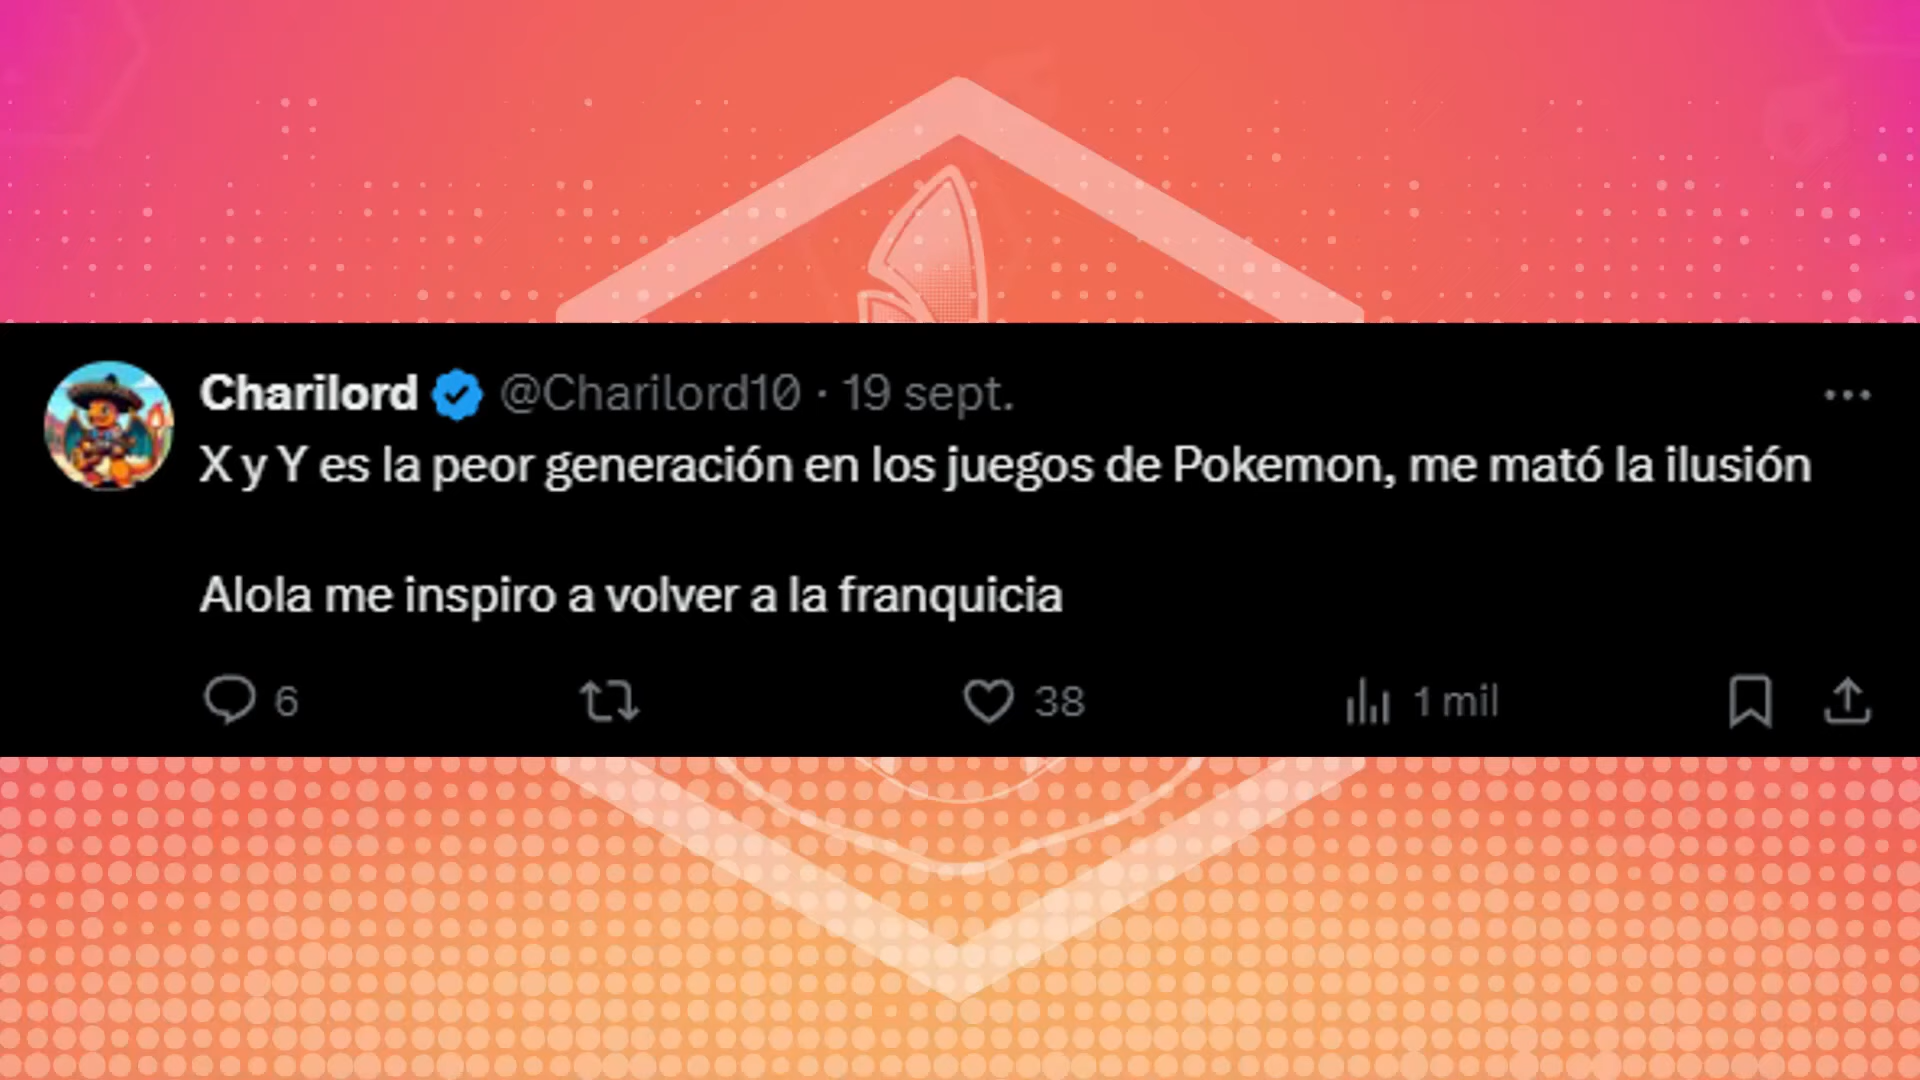 Charilord @Charilord10 · 19 sept.
X y Y es la peor generación en los juegos de Pokemon, me mató la ilusión
Alola me inspiro a volver a la franquicia
6 38 1 mil